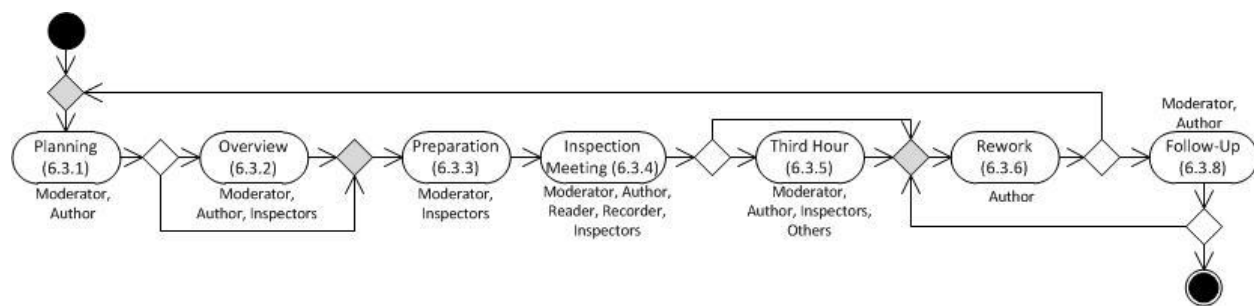 Planning
(6.3.1)
Moderator,
Author
Overview
(6.3.2)
Moderator,
Author, Inspectors
Preparation
(6.3.3)
Moderator,
Inspectors
Inspection
Meeting (6.3.4)
Moderator, Author,
Reader, Recorder,
Inspectors
Third Hour
(6.3.5)
Moderator,
Author, Inspectors,
Others
Rework
(6.3.6)
Author
Moderator,
Author
Follow-Up
(6.3.8)